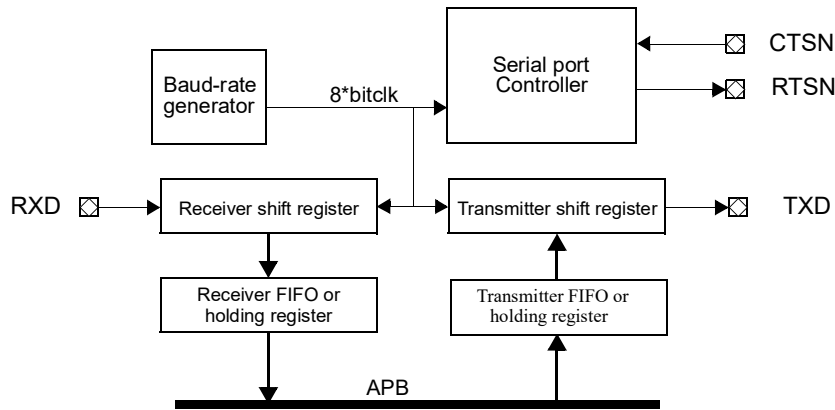 CTSN
Serial port
Controller
Baud-rate
generator
8*bitclk
RTSN
RXD
Receiver shift register
Transmitter shift register
TXD
Receiver FIFO or
holding register
Transmitter FIFO or
holding register
APB